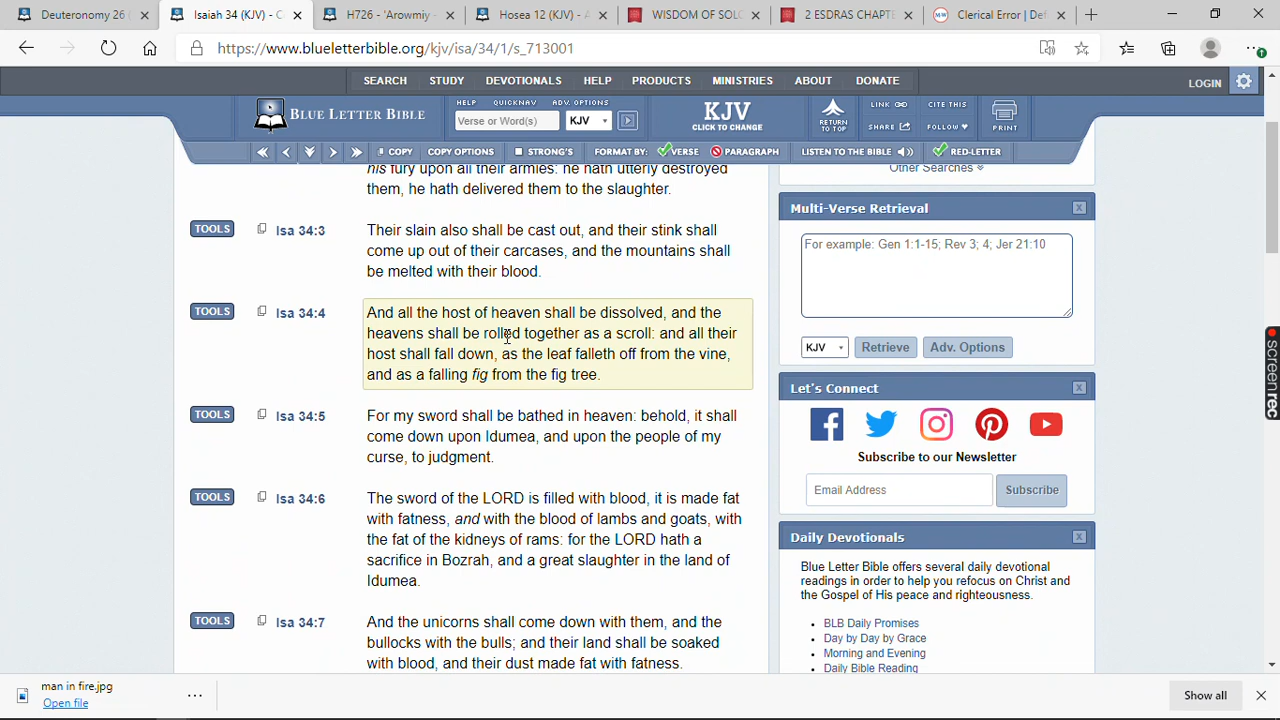 Deuteronomy 26
Isaiah 34 (KJV) - C
H726 - 'Arowmiy -
Hosea 12 (KJV) -
WISDOM OF SOLO
2 ESDRAS CHAPTE
Clerical Error | Def
https://www.blueletterbible.org/kjv/isa/34/1/s_713001
SEARCH STUDY DEVOTIONALS HELP PRODUCTS MINISTRIES ABOUT DONATE
LOGIN
BLUE LETTER BIBLE
HELP QUICKNAV ADV. OPTIONS
Verse or Word(s) KJV
KJV
CLICK TO CHANGE
RETURN
TO TOP
LINK CITE THIS
SHARE FOLLOW
PRINT
COPY COPY OPTIONS STRONG'S FORMAT BY: VERSE PARAGRAPH LISTEN TO THE BIBLE RED-LETTER
his fury upon all their armies: he hath utterly destroyed
them, he hath delivered them to the slaughter.
TOOLS Isa 34:3 Their slain also shall be cast out, and their stink shall
come up out of their carcases, and the mountains shall
be melted with their blood.
TOOLS Isa 34:4 And all the host of heaven shall be dissolved, and the
heavens shall be rolled together as a scroll: and all their
host shall fall down, as the leaf falleth off from the vine,
and as a falling fig from the fig tree.
TOOLS Isa 34:5 For my sword shall be bathed in heaven: behold, it shall
come down upon Idumea, and upon the people of my
curse, to judgment.
TOOLS Isa 34:6 The sword of the LORD is filled with blood, it is made fat
with fatness, and with the blood of lambs and goats, with
the fat of the kidneys of rams: for the LORD hath a
sacrifice in Bozrah, and a great slaughter in the land of
Idumea.
TOOLS Isa 34:7 And the unicorns shall come down with them, and the
bullocks with the bulls; and their land shall be soaked
with blood, and their dust made fat with fatness.
Other Searches
Multi-Verse Retrieval X
For example: Gen 1:1-15; Rev 3; 4; Jer 21:10
KJV Retrieve Adv. Options
Let's Connect X
Subscribe to our Newsletter
Email Address Subscribe
Daily Devotionals X
Blue Letter Bible offers several daily devotional
readings in order to help you refocus on Christ and
the Gospel of His peace and righteousness.
BLB Daily Promises
Day by Day by Grace
Morning and Evening
Daily Bible Reading
screenrec
man in fire.jpg
Open file
Show all